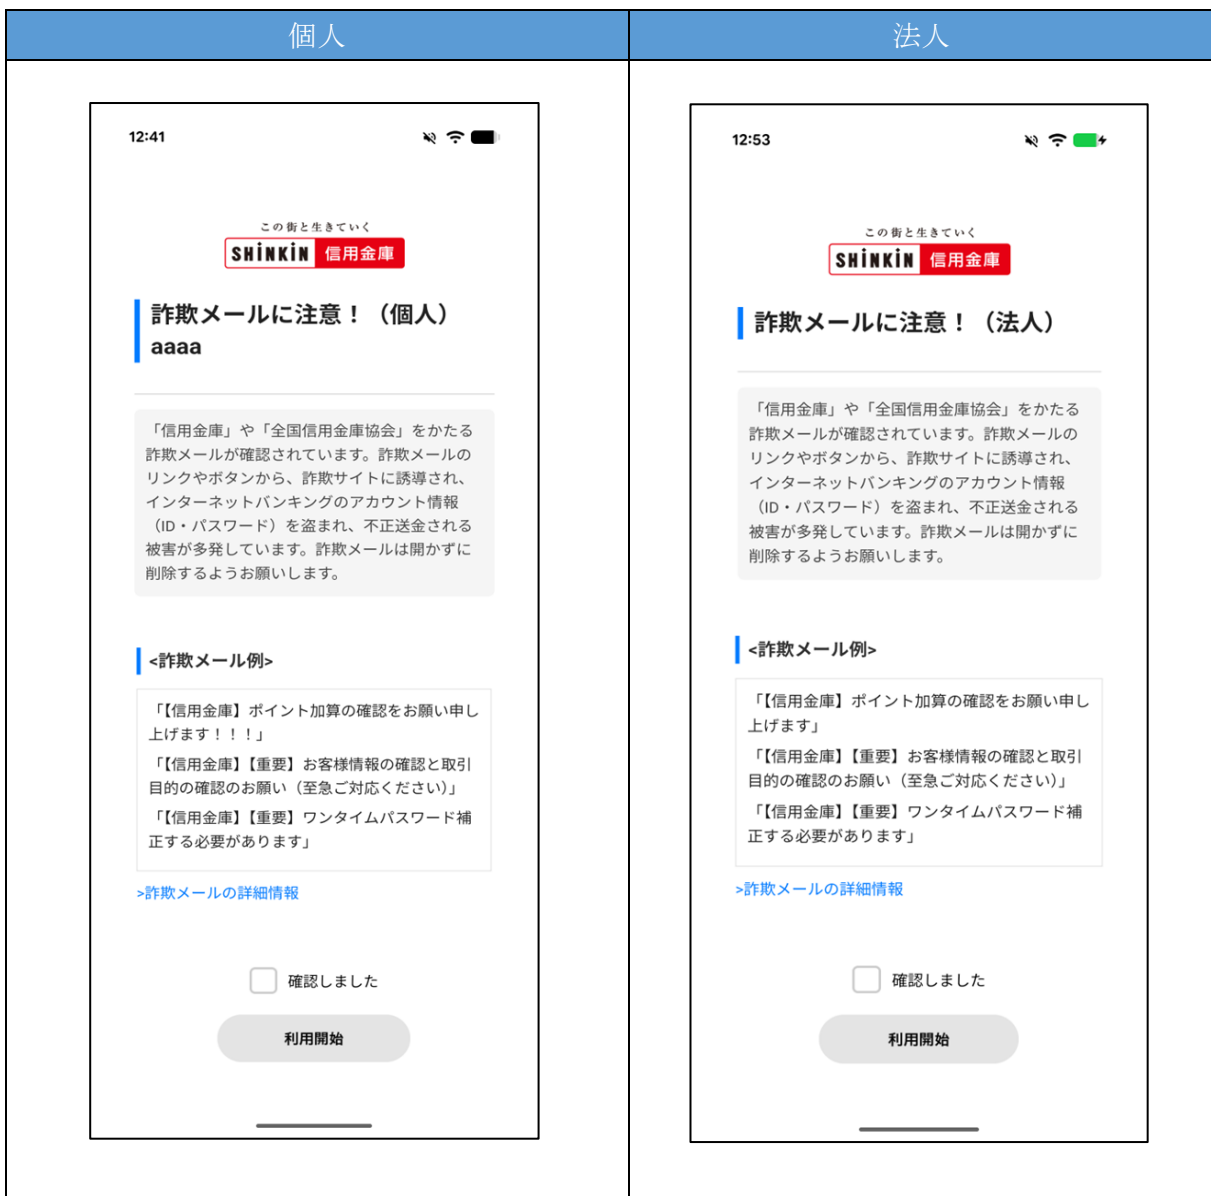 個人
法人
12:41
この街と生きていく
SHINKIN 信用金庫
詐欺メールに注意！（個人）
aaaa
「信用金庫」や「全国信用金庫協会」をかたる
詐欺メールが確認されています。詐欺メールの
リンクやボタンから、詐欺サイトに誘導され、
インターネットバンキングのアカウント情報
（ID・パスワード）を盗まれ、不正送金される
被害が多発しています。詐欺メールは開かずに
削除するようお願いします。
<詐欺メール例>
「【信用金庫】ポイント加算の確認をお願い申し
上げます！！！」
「【信用金庫】【重要】お客様情報の確認と取引
目的の確認のお願い（至急ご対応ください）」
「【信用金庫】【重要】ワンタイムパスワード補
正する必要があります」
>詐欺メールの詳細情報
確認しました
利用開始
12:53
この街と生きていく
SHINKIN 信用金庫
詐欺メールに注意！（法人）
「信用金庫」や「全国信用金庫協会」をかたる
詐欺メールが確認されています。詐欺メールの
リンクやボタンから、詐欺サイトに誘導され、
インターネットバンキングのアカウント情報
（ID・パスワード）を盗まれ、不正送金される
被害が多発しています。詐欺メールは開かずに
削除するようお願いします。
<詐欺メール例>
「【信用金庫】ポイント加算の確認をお願い申し
上げます」
「【信用金庫】【重要】お客様情報の確認と取引
目的の確認のお願い（至急ご対応ください）」
「【信用金庫】【重要】ワンタイムパスワード補
正する必要があります」
>詐欺メールの詳細情報
確認しました
利用開始